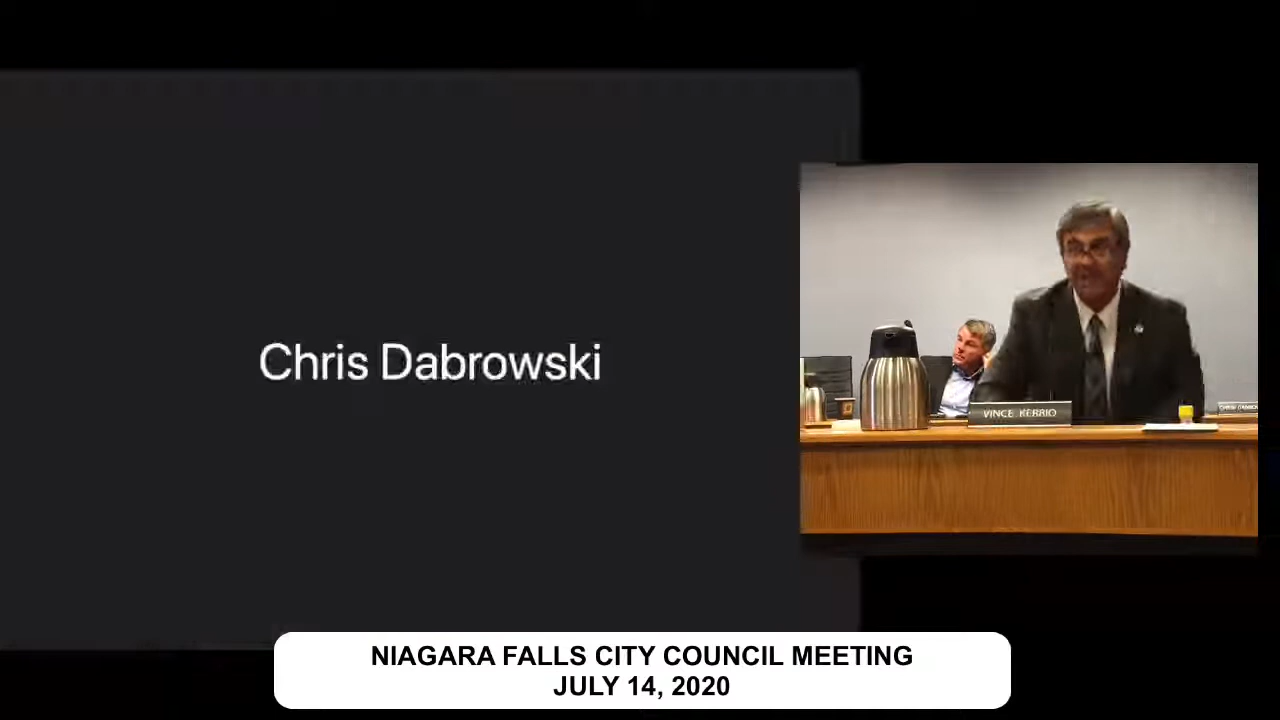 Chris Dabrowski
VINCE KERRIO
NIAGARA FALLS CITY COUNCIL MEETING
JULY 14, 2020